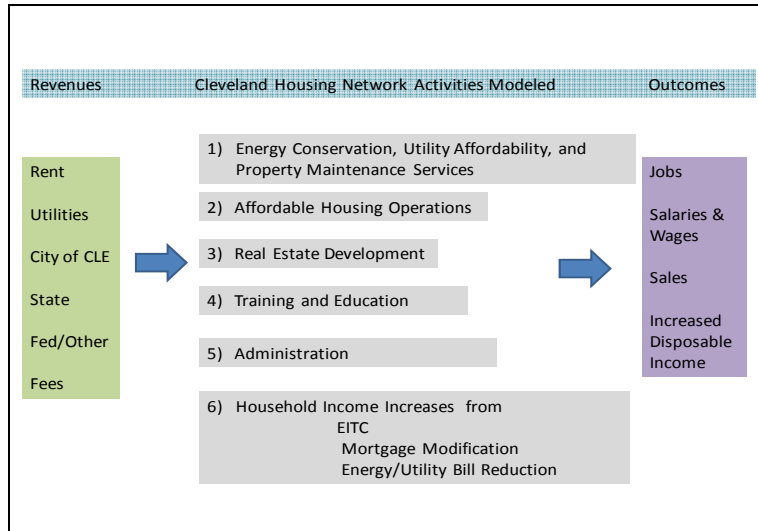 Revenues
Cleveland Housing Network Activities Modeled
Outcomes
Rent
Utilities
City of CLE
State
Fed/Other
Fees
1) Energy Conservation, Utility Affordability, and
Property Maintenance Services
2) Affordable Housing Operations
3) Real Estate Development
4) Training and Education
5) Administration
6) Household Income Increases from
EITC
Mortgage Modification
Energy/Utility Bill Reduction
Jobs
Salaries &
Wages
Sales
Increased
Disposable
Income